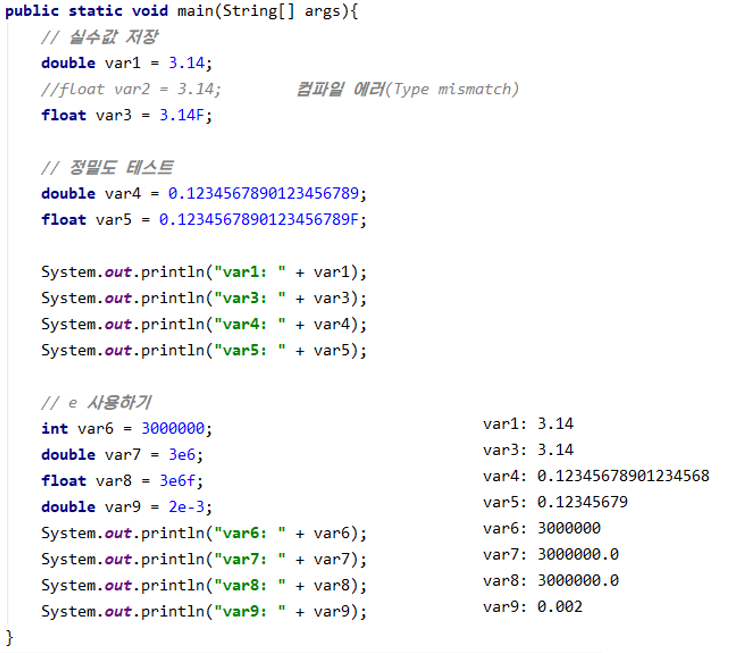 public static void main(String[] args){
// 실수값 저장
double var1 = 3.14;
//float var2 = 3.14; 컴파일 에러(Type mismatch)
float var3 = 3.14F;
// 정밀도 테스트
double var4 = 0.1234567890123456789;
float var5 = 0.1234567890123456789F;
System.out.println("var1: " + var1);
System.out.println("var3: " + var3);
System.out.println("var4: " + var4);
System.out.println("var5: " + var5);
// e 사용하기
int var6 = 3000000;
double var7 = 3e6;
float var8 = 3e6f;
double var9 = 2e-3;
System.out.println("var6: " + var6);
System.out.println("var7: " + var7);
System.out.println("var8: " + var8);
System.out.println("var9: " + var9);
}
var1: 3.14
var3: 3.14
var4: 0.12345678901234568
var5: 0.12345679
var6: 3000000
var7: 3000000.0
var8: 3000000.0
var9: 0.002